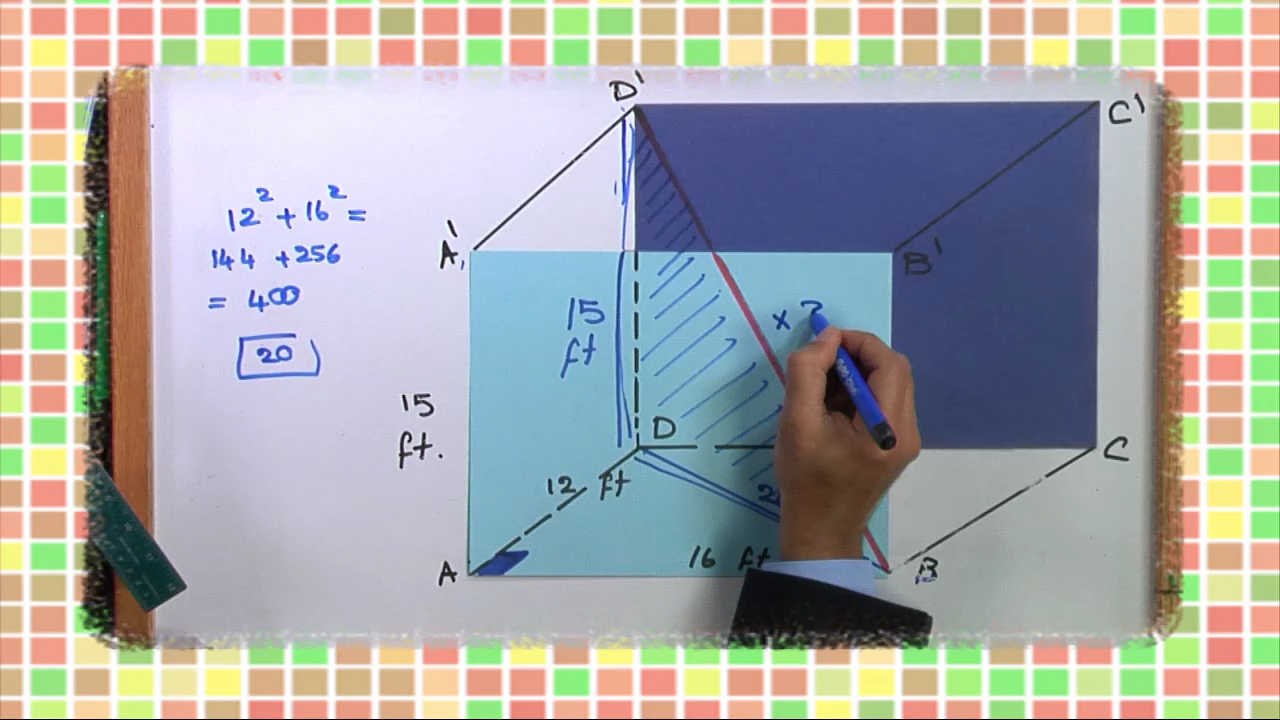 D'
C'
12² + 16² =
144 + 256
= 400
20
A'
B'
15
ft
x ?
15
ft.
D
C
12 ft
16 ft
A
B